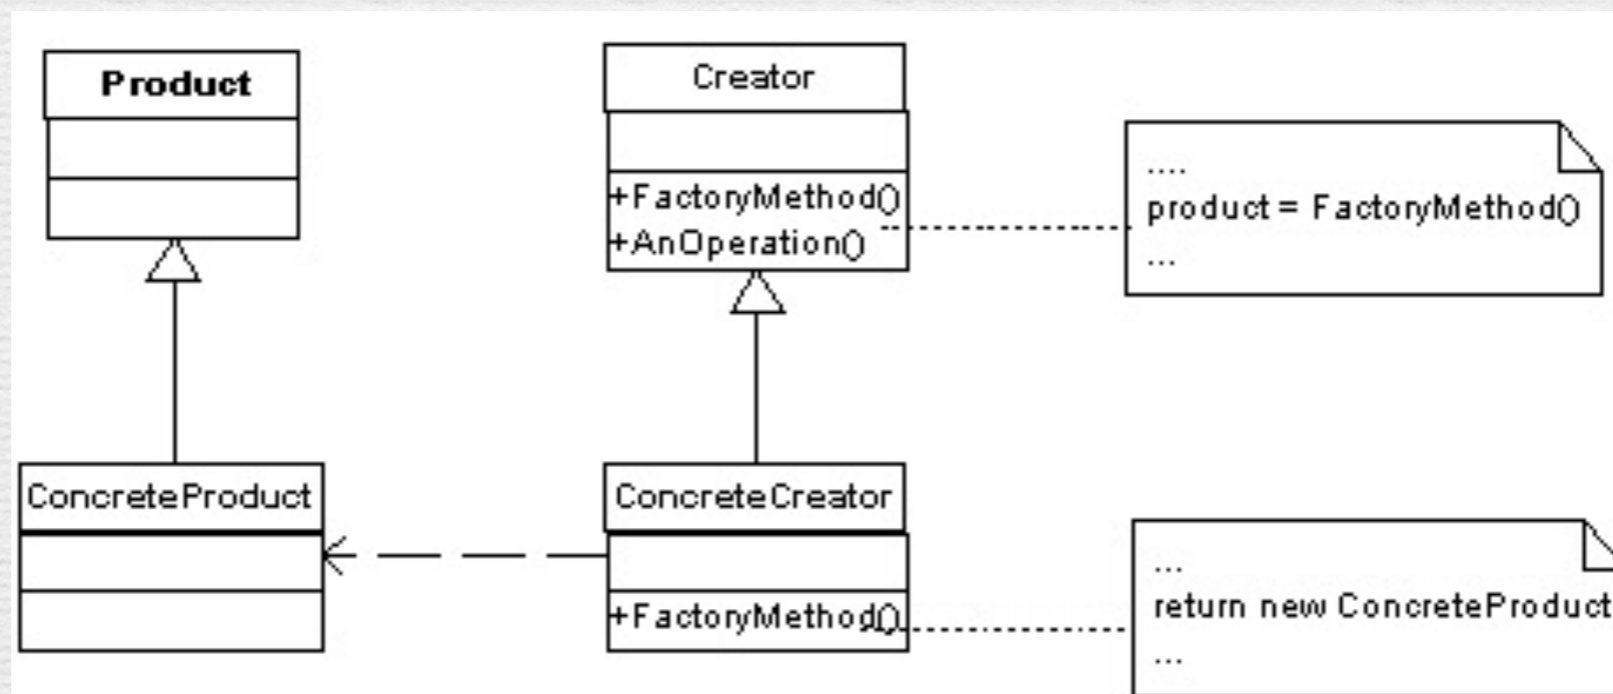 Product
Creator
+FactoryMethod()
+AnOperation()
....
product = FactoryMethod()
...
ConcreteProduct
ConcreteCreator
+FactoryMethod()
...
return new ConcreteProduct
...